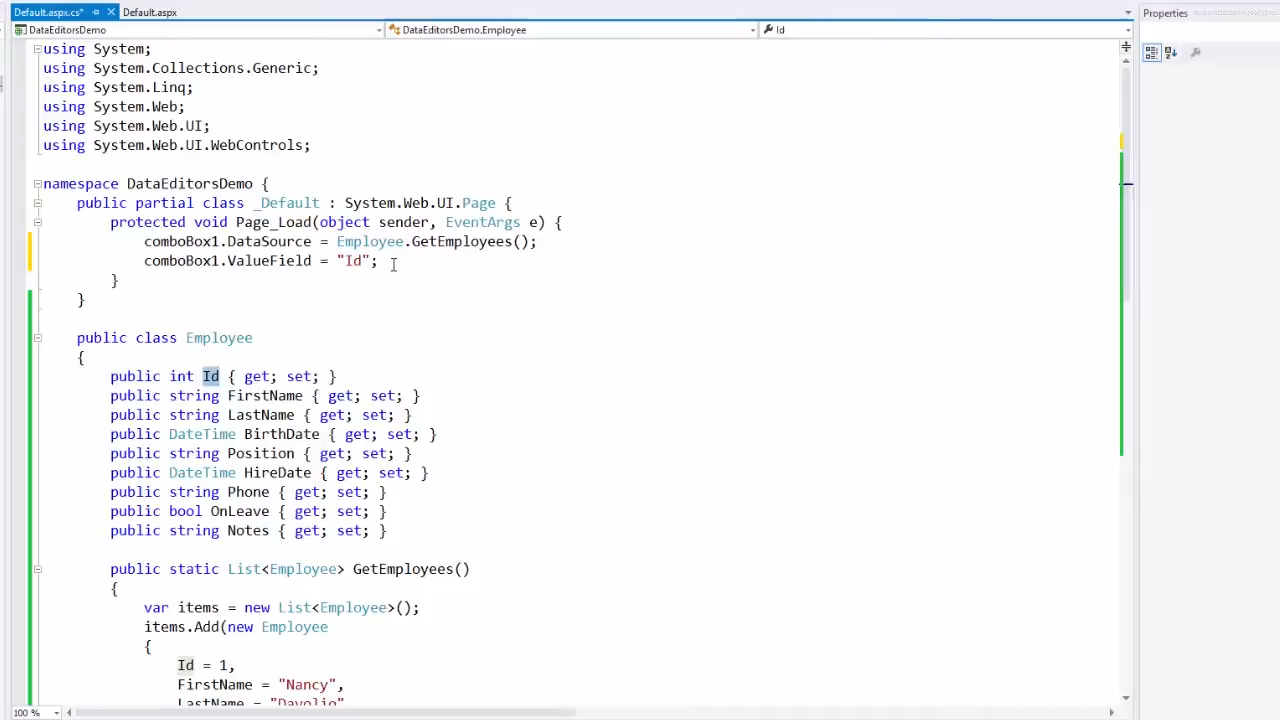 Default.aspx.cs* Default.aspx
Properties
DataEditorsDemo DataEditorsDemo.Employee Id
using System;
using System.Collections.Generic;
using System.Linq;
using System.Web;
using System.Web.UI;
using System.Web.UI.WebControls;
namespace DataEditorsDemo {
public partial class _Default : System.Web.UI.Page {
protected void Page_Load(object sender, EventArgs e) {
comboBox1.DataSource = Employee.GetEmployees();
comboBox1.ValueField = "Id";
}
}
public class Employee
{
public int Id { get; set; }
public string FirstName { get; set; }
public string LastName { get; set; }
public DateTime BirthDate { get; set; }
public string Position { get; set; }
public DateTime HireDate { get; set; }
public string Phone { get; set; }
public bool OnLeave { get; set; }
public string Notes { get; set; }
public static List<Employee> GetEmployees()
{
var items = new List<Employee>();
items.Add(new Employee
{
Id = 1,
FirstName = "Nancy",
LastName = "Davolio"
100 %